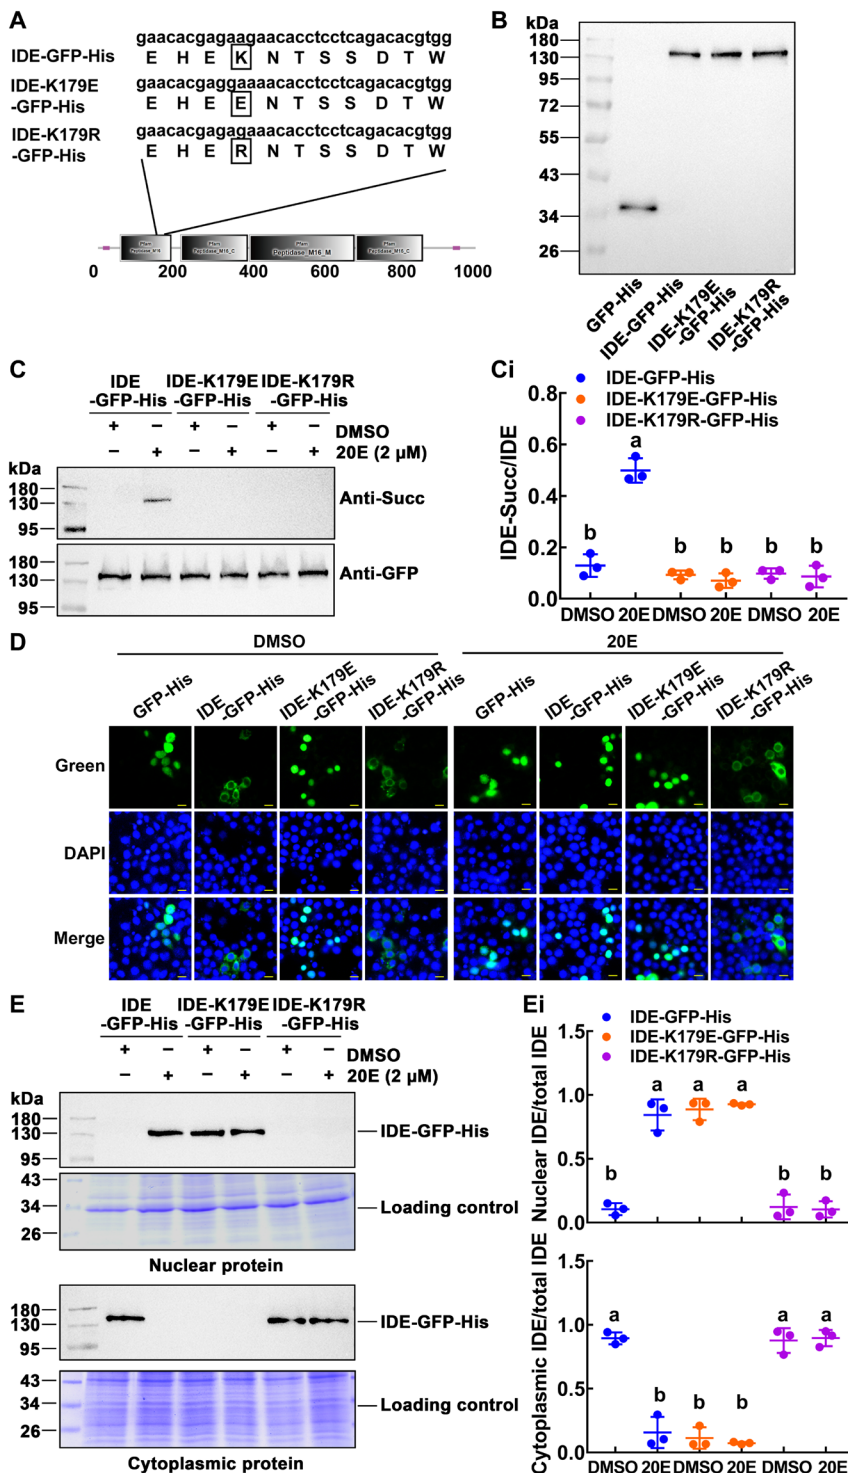 A
gaacacgagaagaacacctcctcagacacgtgg
IDE-GFP-His
E H E K N T S S D T W
IDE-K179E
-GFP-His
gaacacgaggaaaacacctcctcagacacgtgg
E H E E N T S S D T W
IDE-K179R
-GFP-His
gaacacgagagaaacacctcctcagacacgtgg
E H E R N T S S D T W
Pfam
Peptidase_M16
Pfam
Peptidase_M16_C
Pfam
Peptidase_M16_M
Pfam
Peptidase_M16_C
0 200 400 600 800 1000
B
kDa
180
130
95
72
55
43
34
26
GFP-His
IDE-GFP-His
IDE-K179E
-GFP-His
IDE-K179R
-GFP-His
C
IDE
-GFP-His
IDE-K179E
-GFP-His
IDE-K179R
-GFP-His
+ – + – + – DMSO
– + – + – + 20E (2 μM)
kDa
180
130
95
Anti-Succ
180
130
95
Anti-GFP
Ci
IDE-GFP-His
IDE-K179E-GFP-His
IDE-K179R-GFP-His
IDE-Succ/IDE
0.8
0.6
0.4
0.2
0.0
b a b b b b
DMSO 20E DMSO 20E DMSO 20E
D
DMSO 20E
GFP-His
IDE
-GFP-His
IDE-K179E
-GFP-His
IDE-K179R
-GFP-His
GFP-His
IDE
-GFP-His
IDE-K179E
-GFP-His
IDE-K179R
-GFP-His
Green
DAPI
Merge
E
IDE
-GFP-His
IDE-K179E
-GFP-His
IDE-K179R
-GFP-His
+ – + – + – DMSO
– + – + – + 20E (2 μM)
kDa
180
130
95
IDE-GFP-His
43
34
26
Loading control
Nuclear protein
180
130
95
IDE-GFP-His
43
34
26
Loading control
Cytoplasmic protein
Ei
IDE-GFP-His
IDE-K179E-GFP-His
IDE-K179R-GFP-His
Nuclear IDE/total IDE
1.5
1.0
0.5
0.0
b a a a b b
Cytoplasmic IDE/total IDE
1.5
1.0
0.5
0.0
a b b b a a
DMSO 20E DMSO 20E DMSO 20E